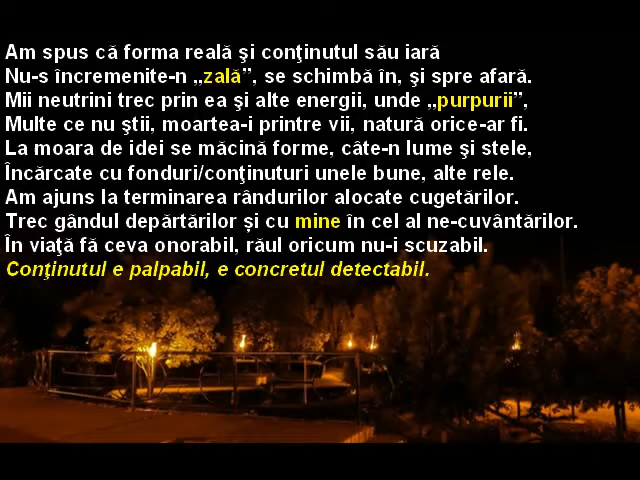 Am spus că forma reală şi conţinutul său iară
Nu-s încremenite-n „zală”, se schimbă în, şi spre afară.
Mii neutrini trec prin ea şi alte energii, unde „purpurii”,
Multe ce nu ştii, moartea-i printre vii, natură orice-ar fi.
La moara de idei se măcină forme, câte-n lume şi stele,
Încărcate cu fonduri/conţinuturi unele bune, alte rele.
Am ajuns la terminarea rândurilor alocate cugetărilor.
Trec gândul depărtărilor și cu mine în cel al ne-cuvântărilor.
În viaţă fă ceva onorabil, răul oricum nu-i scuzabil.
Conţinutul e palpabil, e concretul detectabil.